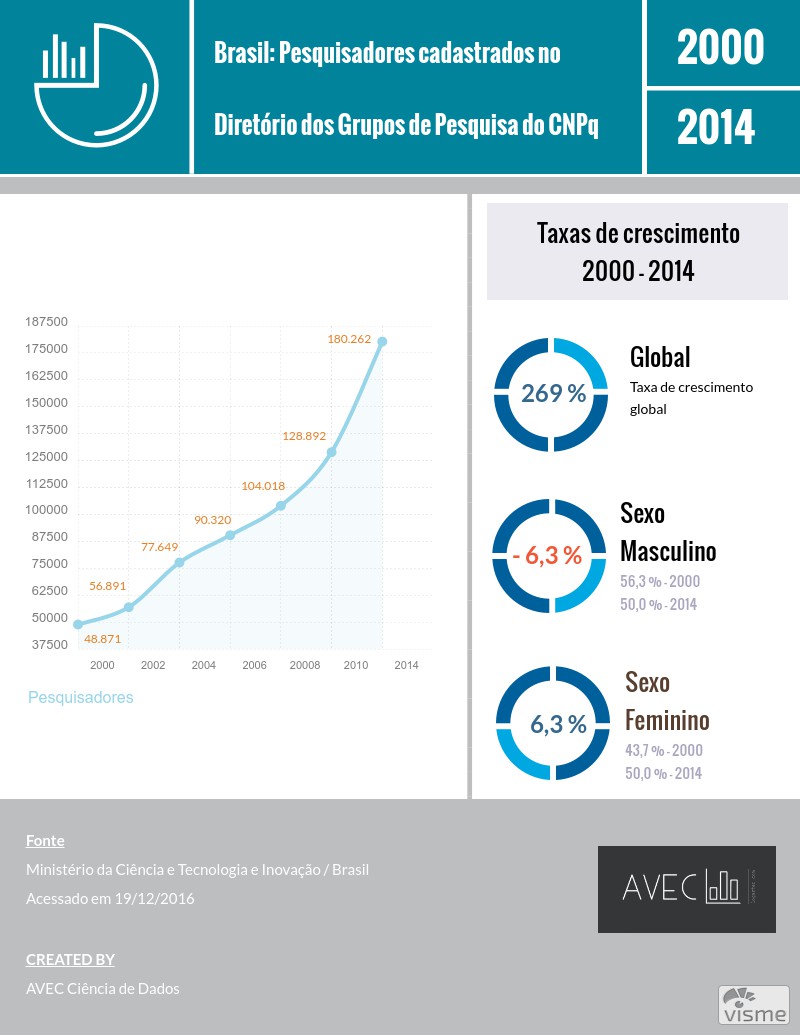 Brasil: Pesquisadores cadastrados no
Diretório dos Grupos de Pesquisa do CNPq
2000
2014
187500
175000
162500
150000
137500
125000
112500
100000
87500
75000
62500
50000
37500
180.262
128.892
104.018
90.320
77.649
56.891
48.871
2000 2002 2004 2006 20008 2010 2014
Pesquisadores
Taxas de crescimento
2000 - 2014
269 %
Global
Taxa de crescimento
global
- 6,3 %
Sexo
Masculino
56,3 % - 2000
50,0 % - 2014
6,3 %
Sexo
Feminino
43,7 % - 2000
50,0 % - 2014
Fonte
Ministério da Ciência e Tecnologia e Inovação / Brasil
Acessado em 19/12/2016
CREATED BY
AVEC Ciência de Dados
AVEC
visme